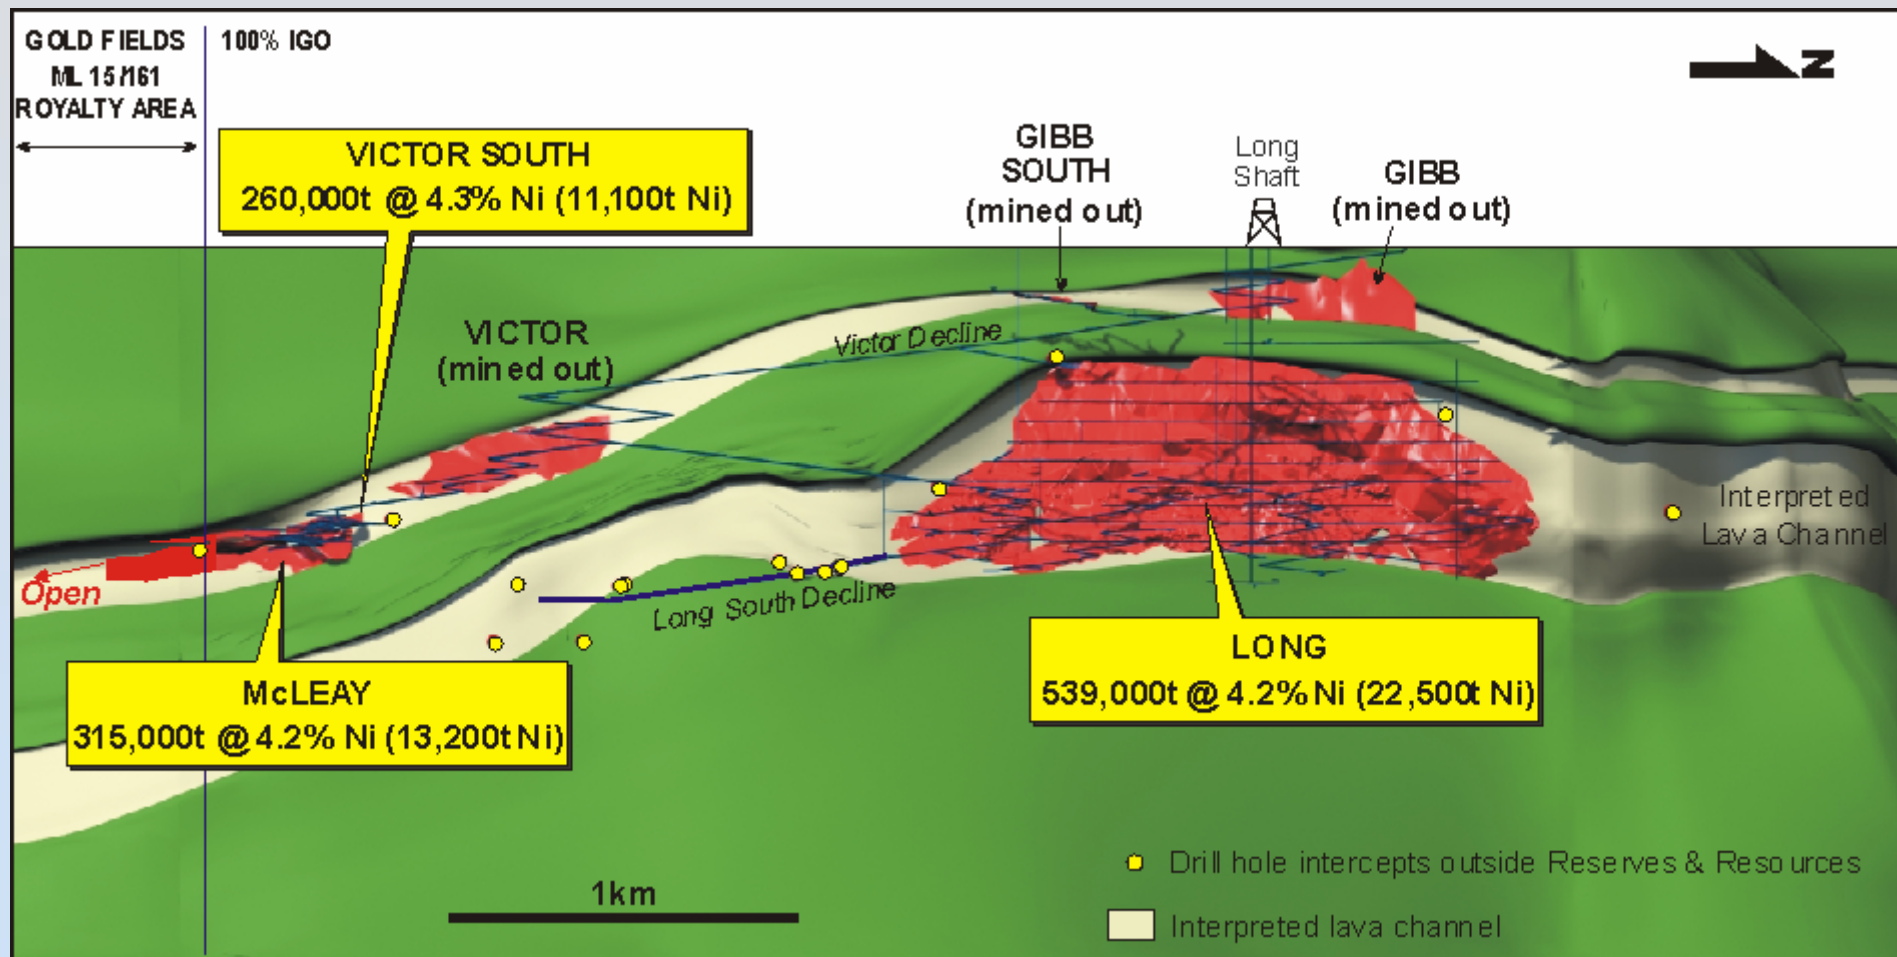 GOLD FIELDS
ML 15/161
ROYALTY AREA
100% IGO
N
VICTOR SOUTH
260,000t @ 4.3% Ni (11,100t Ni)
GIBB
SOUTH
(mined out)
Long
Shaft
GIBB
(mined out)
VICTOR
(mined out)
Victor Decline
Interpreted
Lava Channel
Open
Long South Decline
McLEAY
315,000t @ 4.2% Ni (13,200t Ni)
LONG
539,000t @ 4.2% Ni (22,500t Ni)
1km
Drill hole intercepts outside Reserves & Resources
Interpreted lava channel